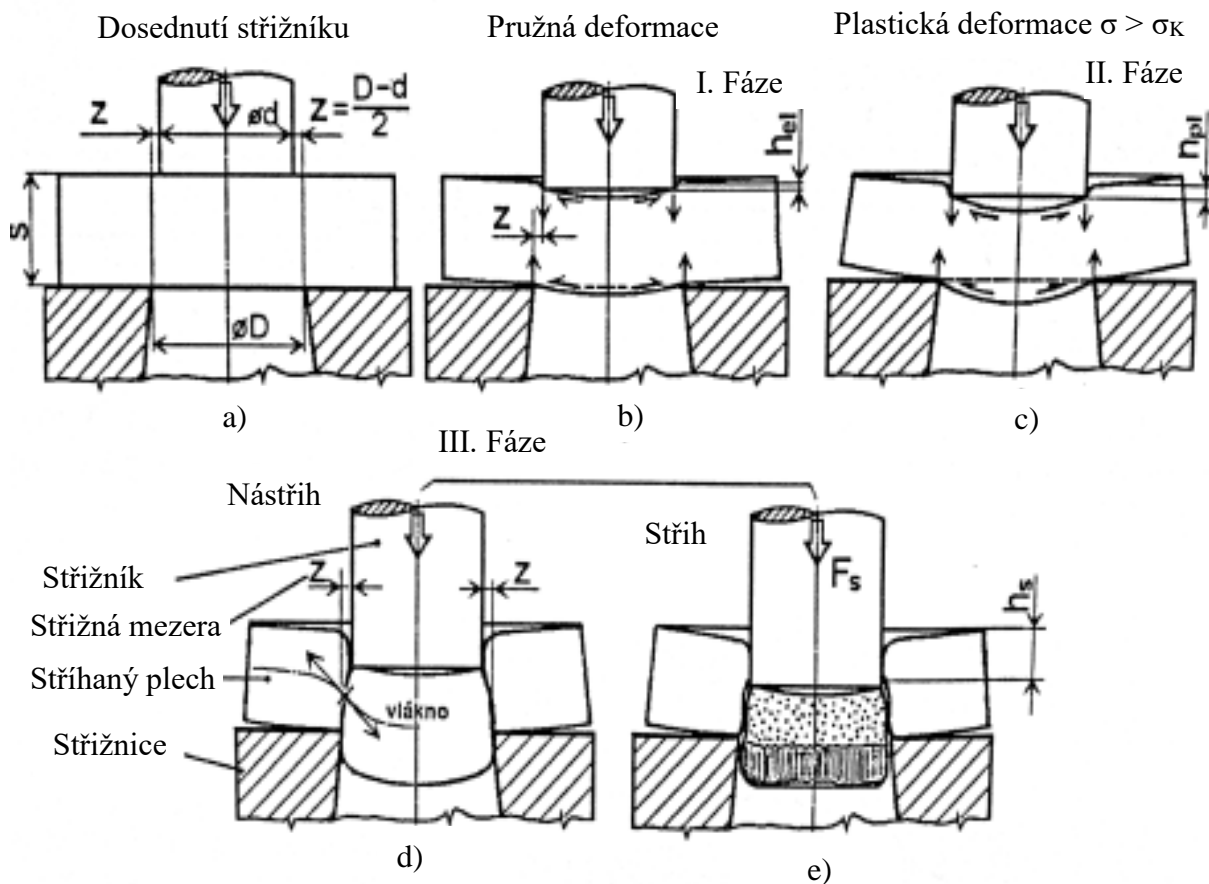 Dosednutí střižníku
Pružná deformace
Plastická deformace σ > σK
I. Fáze
II. Fáze
z
ød
z = D-d / 2
s
øD
hel
z
hpl
a)
b)
c)
III. Fáze
Nástřih
Střih
Střižník
Střižná mezera
Stříhaný plech
Střižnice
z
z
vlákno
Fs
hs
d)
e)